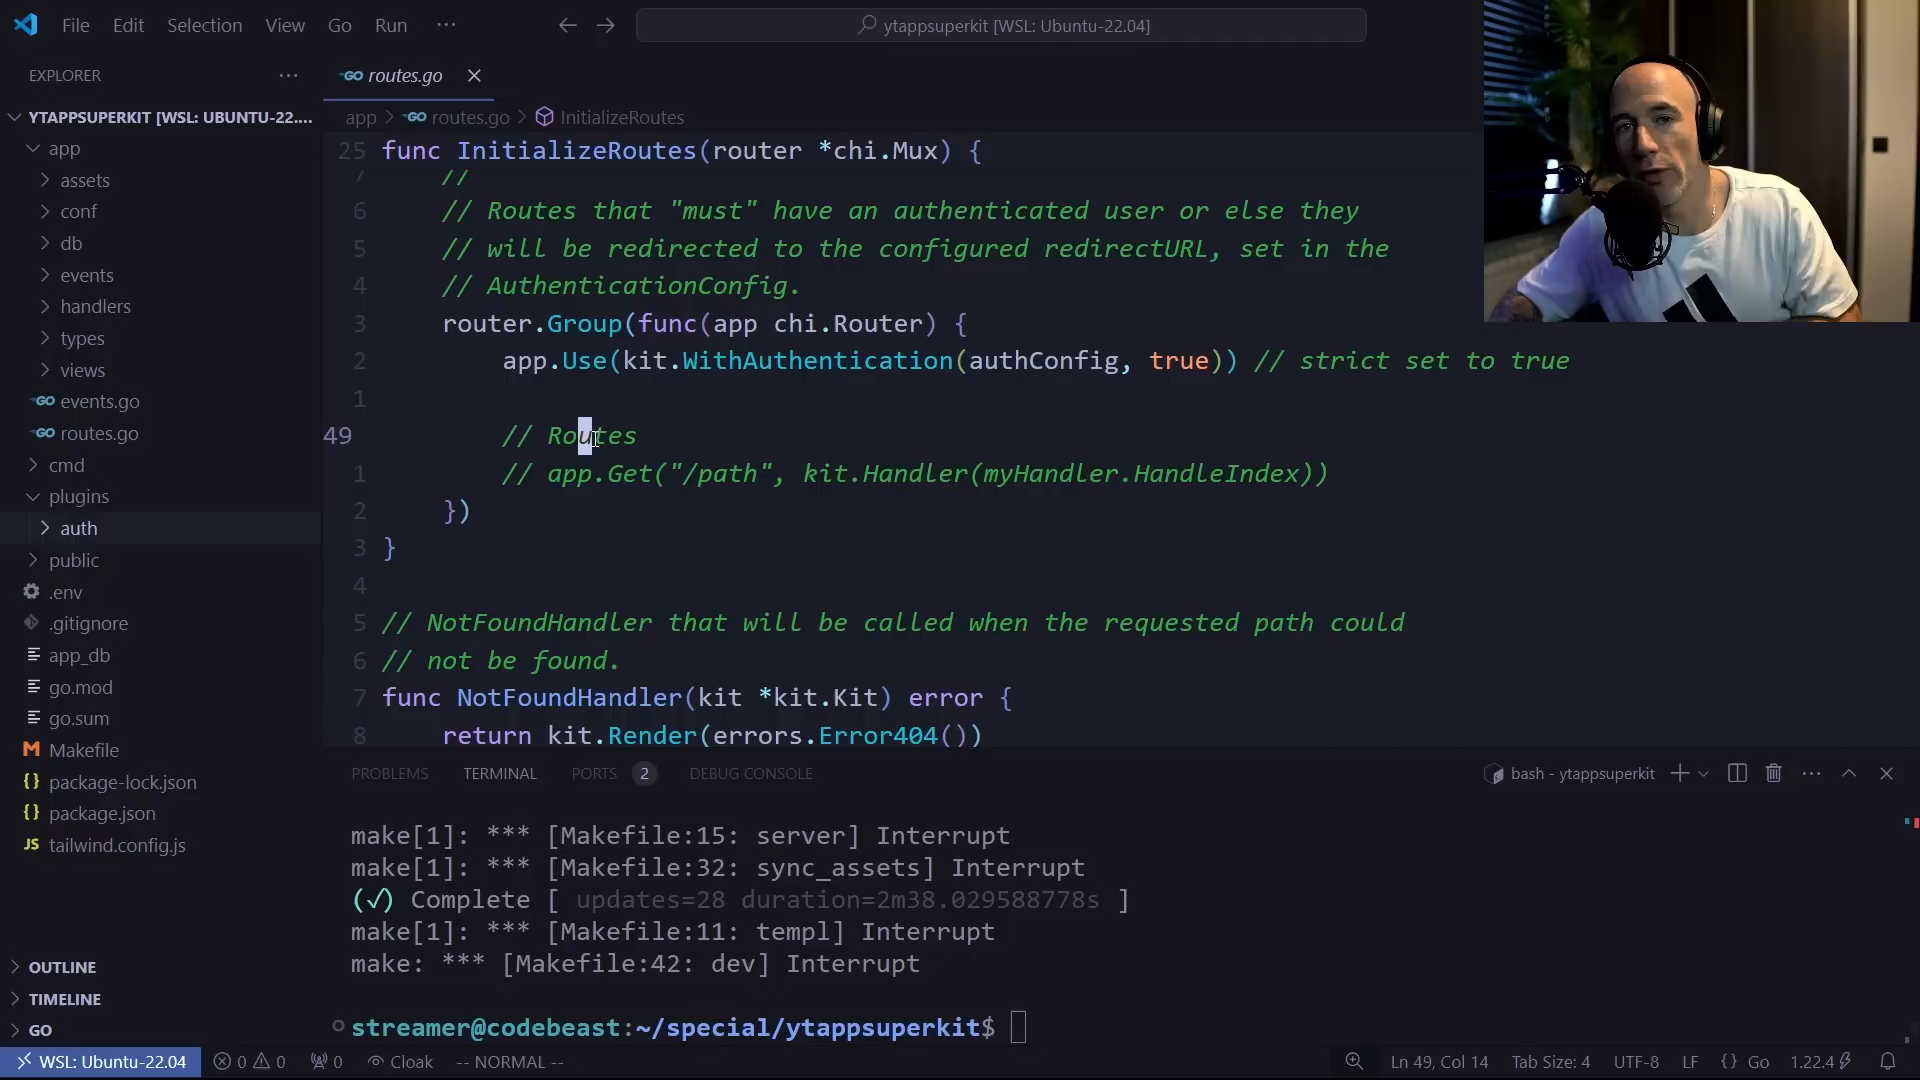 File Edit Selection View Go Run ···
ytappsuperkit [WSL: Ubuntu-22.04]
EXPLORER ···
routes.go
YTAPPSUPERKIT [WSL: UBUNTU-22....
app
assets
conf
db
events
handlers
types
views
events.go
routes.go
cmd
plugins
auth
public
.env
.gitignore
app_db
go.mod
go.sum
Makefile
package-lock.json
package.json
JS tailwind.config.js
OUTLINE
TIMELINE
GO
app > routes.go > InitializeRoutes
25 func InitializeRoutes(router *chi.Mux) {
7 //
6 // Routes that "must" have an authenticated user or else they
5 // will be redirected to the configured redirectURL, set in the
4 // AuthenticationConfig.
3 router.Group(func(app chi.Router) {
2 app.Use(kit.WithAuthentication(authConfig, true)) // strict set to true
1
49 // Routes
1 // app.Get("/path", kit.Handler(myHandler.HandleIndex))
2 })
3 }
4
5 // NotFoundHandler that will be called when the requested path could
6 // not be found.
7 func NotFoundHandler(kit *kit.Kit) error {
8 return kit.Render(errors.Error404())
PROBLEMS TERMINAL PORTS 2 DEBUG CONSOLE
bash - ytappsuperkit
make[1]: *** [Makefile:15: server] Interrupt
make[1]: *** [Makefile:32: sync_assets] Interrupt
(✓) Complete [ updates=28 duration=2m38.029588778s ]
make[1]: *** [Makefile:11: templ] Interrupt
make: *** [Makefile:42: dev] Interrupt
streamer@codebeast:~/special/ytappsuperkit$
WSL: Ubuntu-22.04 0 0 0 Cloak -- NORMAL --
Ln 49, Col 14 Tab Size: 4 UTF-8 LF {} Go 1.22.4